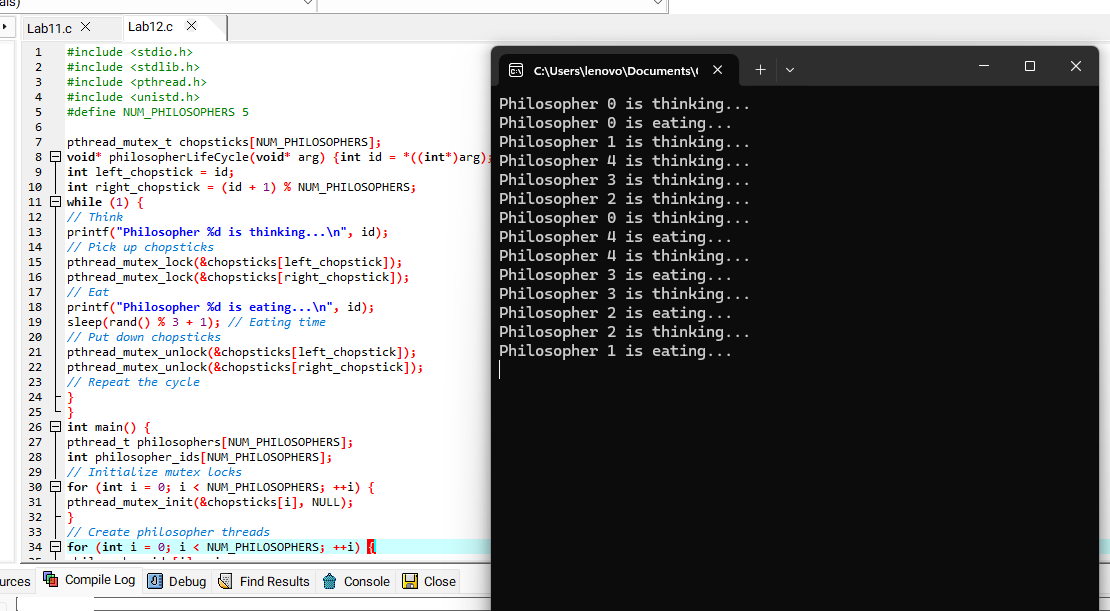 als)
Lab11.c
Lab12.c
1 #include <stdio.h>
2 #include <stdlib.h>
3 #include <pthread.h>
4 #include <unistd.h>
5 #define NUM_PHILOSOPHERS 5
6
7 pthread_mutex_t chopsticks[NUM_PHILOSOPHERS];
8 void* philosopherLifeCycle(void* arg) {int id = *((int*)arg);
9 int left_chopstick = id;
10 int right_chopstick = (id + 1) % NUM_PHILOSOPHERS;
11 while (1) {
12 // Think
13 printf("Philosopher %d is thinking...\n", id);
14 // Pick up chopsticks
15 pthread_mutex_lock(&chopsticks[left_chopstick]);
16 pthread_mutex_lock(&chopsticks[right_chopstick]);
17 // Eat
18 printf("Philosopher %d is eating...\n", id);
19 sleep(rand() % 3 + 1); // Eating time
20 // Put down chopsticks
21 pthread_mutex_unlock(&chopsticks[left_chopstick]);
22 pthread_mutex_unlock(&chopsticks[right_chopstick]);
23 // Repeat the cycle
24 }
25 }
26 int main() {
27 pthread_t philosophers[NUM_PHILOSOPHERS];
28 int philosopher_ids[NUM_PHILOSOPHERS];
29 // Initialize mutex locks
30 for (int i = 0; i < NUM_PHILOSOPHERS; ++i) {
31 pthread_mutex_init(&chopsticks[i], NULL);
32 }
33 // Create philosopher threads
34 for (int i = 0; i < NUM_PHILOSOPHERS; ++i) {
C:\Users\lenovo\Documents\
Philosopher 0 is thinking...
Philosopher 0 is eating...
Philosopher 1 is thinking...
Philosopher 4 is thinking...
Philosopher 3 is thinking...
Philosopher 2 is thinking...
Philosopher 0 is thinking...
Philosopher 4 is eating...
Philosopher 4 is thinking...
Philosopher 3 is eating...
Philosopher 3 is thinking...
Philosopher 2 is eating...
Philosopher 2 is thinking...
Philosopher 1 is eating...
urces
Compile Log
Debug
Find Results
Console
Close